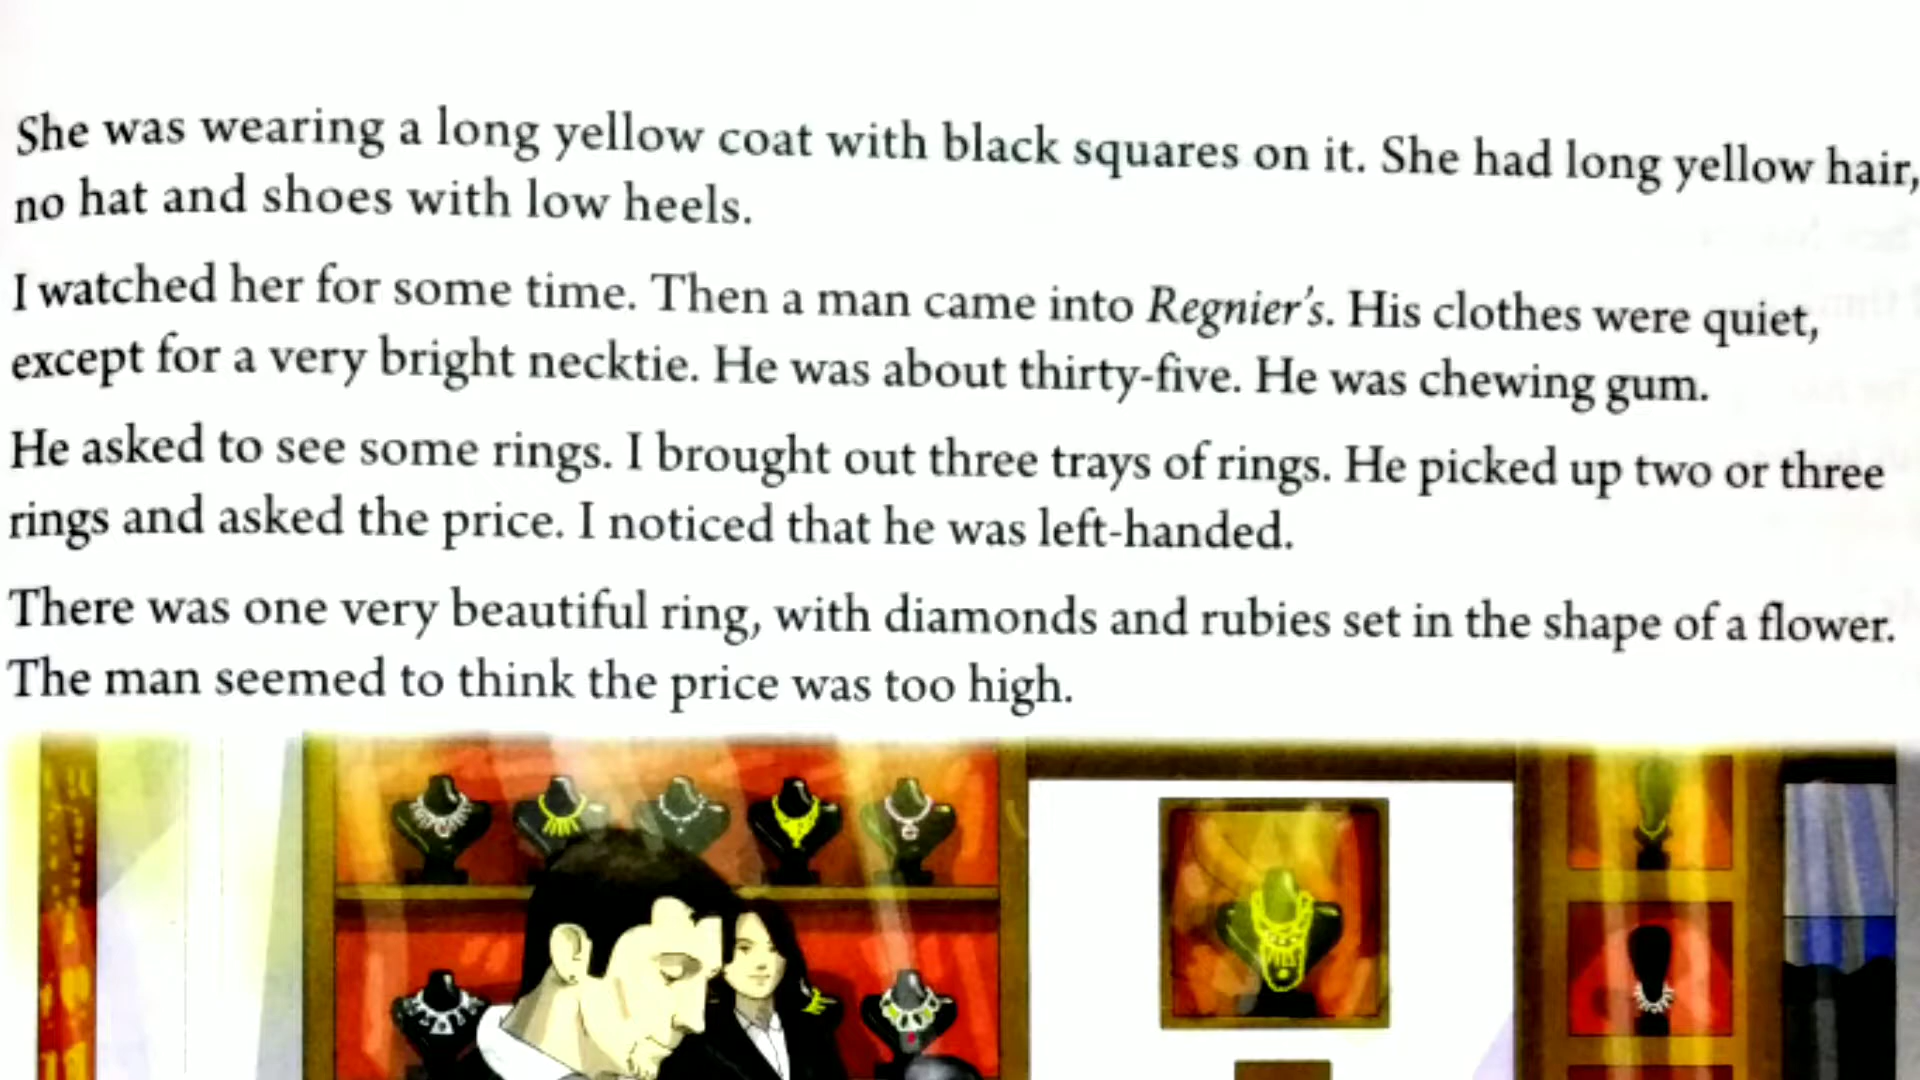 She was wearing a long yellow coat with black squares on it. She had long yellow hair,
no hat and shoes with low heels.
I watched her for some time. Then a man came into Regnier's. His clothes were quiet,
except for a very bright necktie. He was about thirty-five. He was chewing gum.
He asked to see some rings. I brought out three trays of rings. He picked up two or three
rings and asked the price. I noticed that he was left-handed.
There was one very beautiful ring, with diamonds and rubies set in the shape of a flower.
The man seemed to think the price was too high.